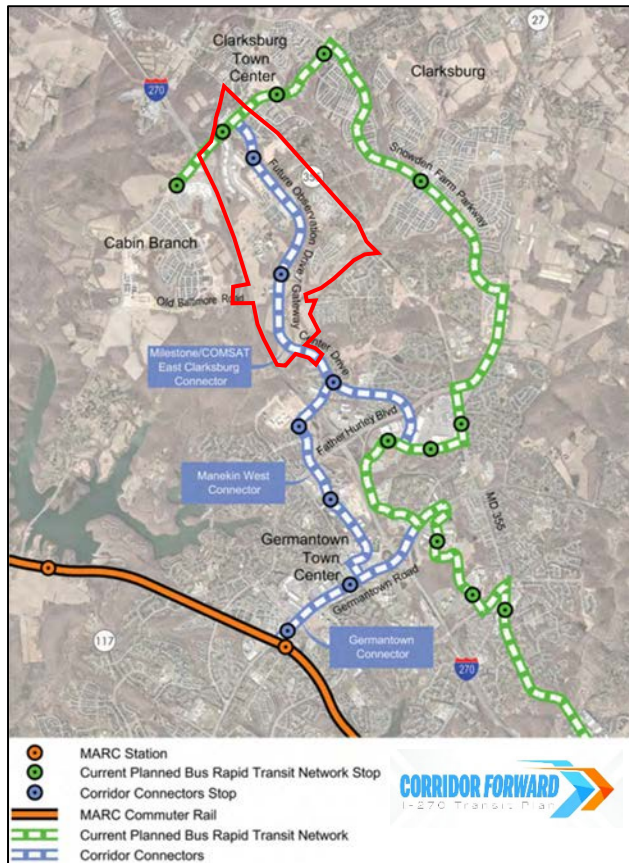 27
Clarksburg
Town
Center
Clarksburg
270
Snowden Farm Parkway
Future Observation Drive / Gateway
Center Drive
Cabin Branch
Old Baltimore Road
Milestone/COMSAT
East Clarksburg
Connector
Father Hurley Blvd
Manekin West
Connector
MD 355
Germantown
Town
Center
Germantown Road
117
Germantown
Connector
270
MARC Station
Current Planned Bus Rapid Transit Network Stop
Corridor Connectors Stop
MARC Commuter Rail
Current Planned Bus Rapid Transit Network
Corridor Connectors
CORRIDOR FORWARD
I-270 Transit Plan